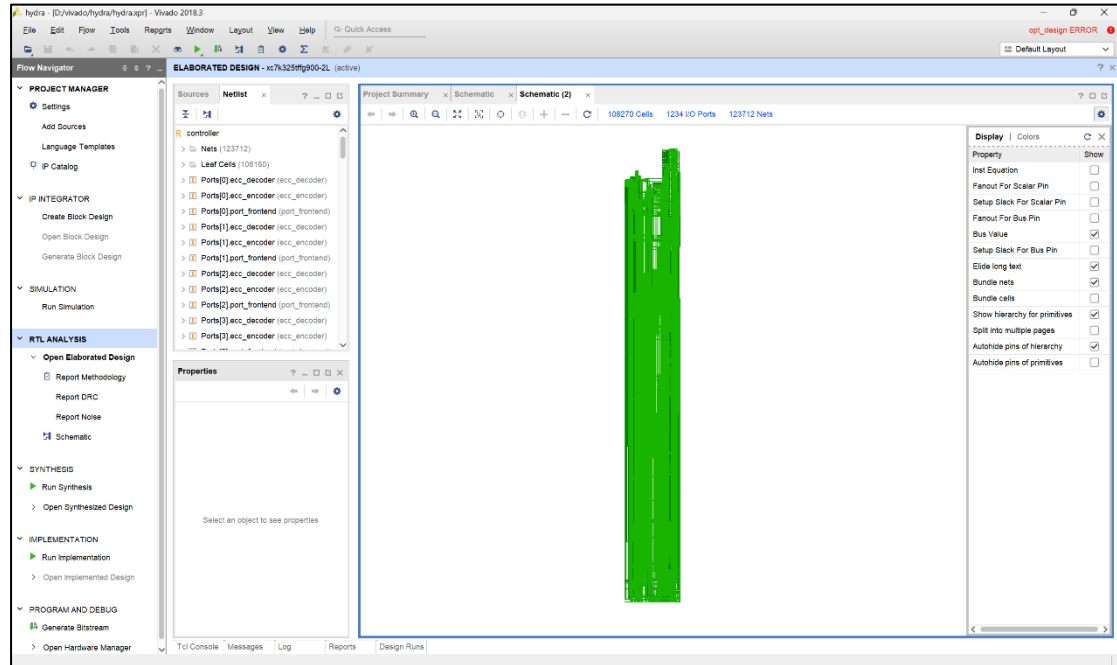 hydra - [D:/vivado/hydra/hydra.xpr] - Vivado 2018.3
File Edit Flow Tools Reports Window Layout View Help Quick Access
opt_design ERROR
Default Layout
Flow Navigator
PROJECT MANAGER
Settings
Add Sources
Language Templates
IP Catalog
IP INTEGRATOR
Create Block Design
Open Block Design
Generate Block Design
SIMULATION
Run Simulation
RTL ANALYSIS
Open Elaborated Design
Report Methodology
Report DRC
Report Noise
Schematic
SYNTHESIS
Run Synthesis
Open Synthesized Design
IMPLEMENTATION
Run Implementation
Open Implemented Design
PROGRAM AND DEBUG
Generate Bitstream
Open Hardware Manager
ELABORATED DESIGN - xc7k325tffg900-2L (active)
Sources Netlist
controller
Nets (123712)
Leaf Cells (108150)
Ports[0].ecc_decoder (ecc_decoder)
Ports[0].ecc_encoder (ecc_encoder)
Ports[0].port_frontend (port_frontend)
Ports[1].ecc_decoder (ecc_decoder)
Ports[1].ecc_encoder (ecc_encoder)
Ports[1].port_frontend (port_frontend)
Ports[2].ecc_decoder (ecc_decoder)
Ports[2].ecc_encoder (ecc_encoder)
Ports[2].port_frontend (port_frontend)
Ports[3].ecc_decoder (ecc_decoder)
Ports[3].ecc_encoder (ecc_encoder)
Properties
Select an object to see properties
Project Summary Schematic Schematic (2)
108270 Cells 1234 I/O Ports 123712 Nets
Display | Colors
Property Show
Inst Equation
Fanout For Scalar Pin
Setup Slack For Scalar Pin
Fanout For Bus Pin
Bus Value
Setup Slack For Bus Pin
Elide long text
Bundle nets
Bundle cells
Show hierarchy for primitives
Split into multiple pages
Autohide pins of hierarchy
Autohide pins of primitives
Tcl Console Messages Log Reports Design Runs